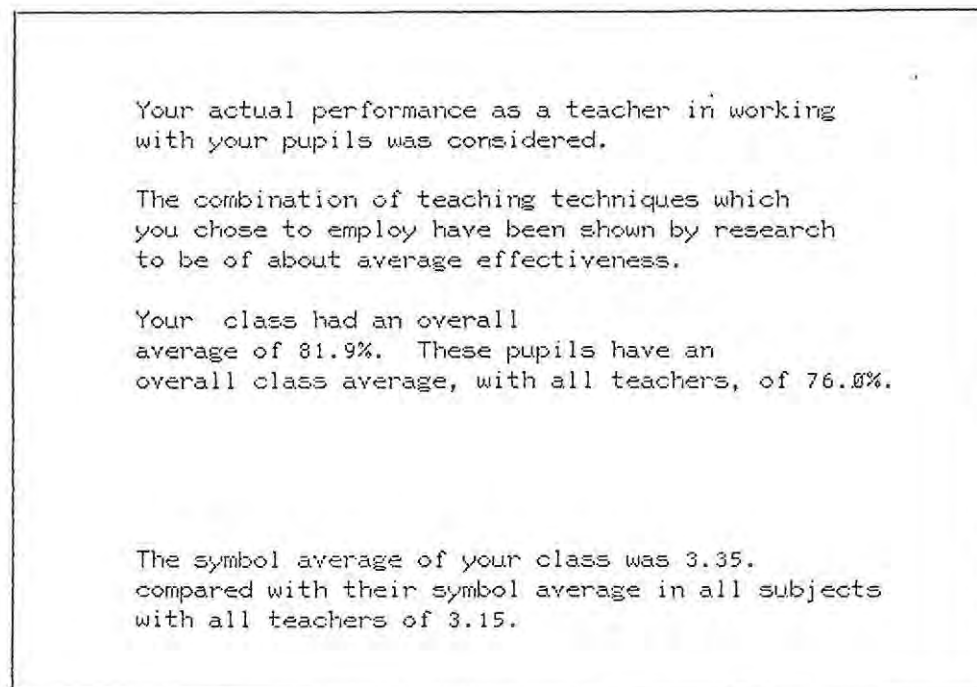 Your actual performance as a teacher in working
with your pupils was considered.
The combination of teaching techniques which
you chose to employ have been shown by research
to be of about average effectiveness.
Your class had an overall
average of 81.9%. These pupils have an
overall class average, with all teachers, of 76.0%.
The symbol average of your class was 3.35.
compared with their symbol average in all subjects
with all teachers of 3.15.